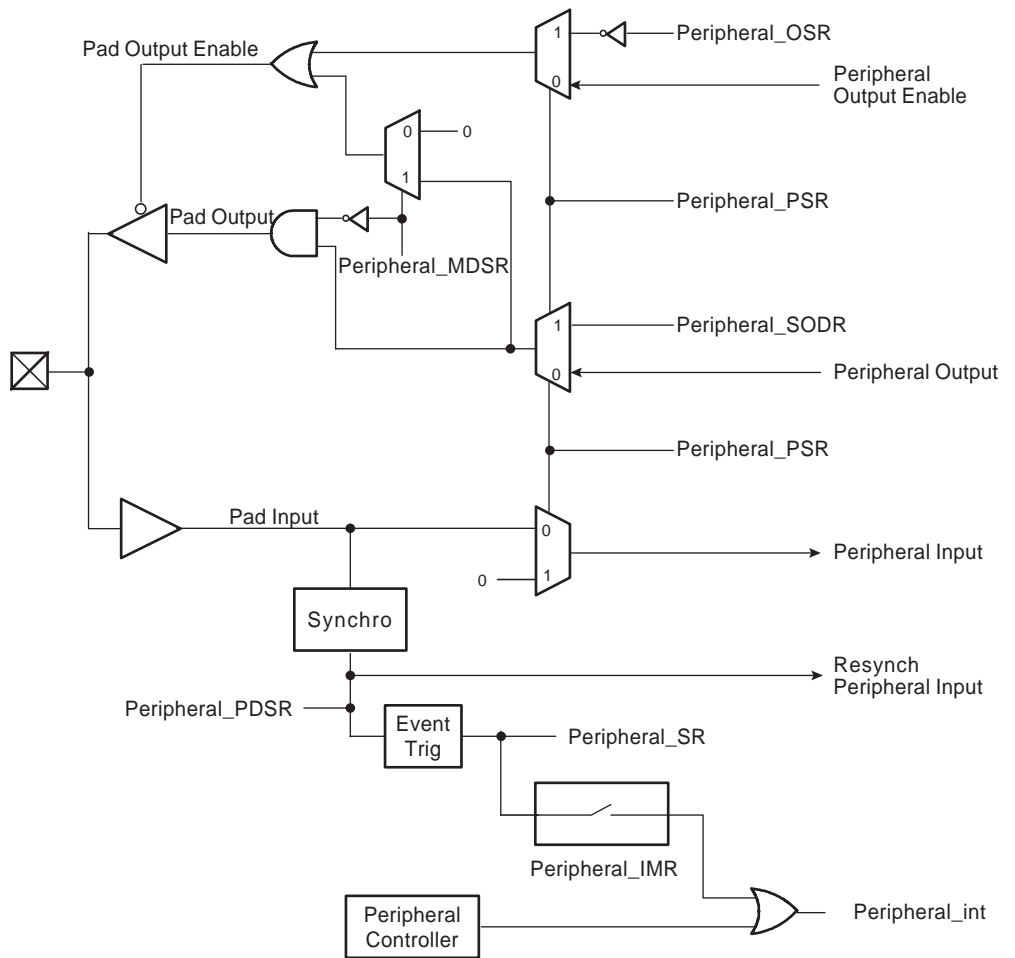 1
Peripheral_OSR
Pad Output Enable
0
Peripheral
Output Enable
0
0
1
Peripheral_PSR
Pad Output
Peripheral_MDSR
1
Peripheral_SODR
0
Peripheral Output
Peripheral_PSR
Pad Input
0
Peripheral Input
0
1
Synchro
Resynch
Peripheral Input
Peripheral_PDSR
Event
Trig
Peripheral_SR
Peripheral_IMR
Peripheral
Controller
Peripheral_int